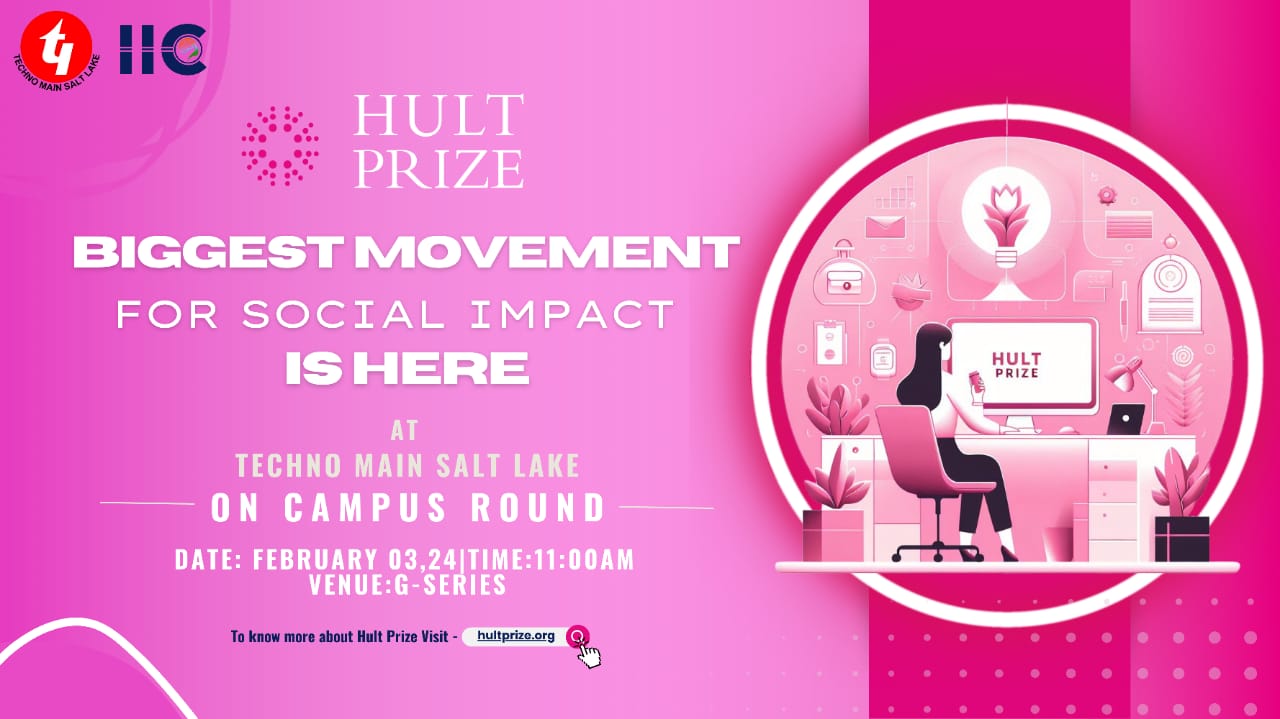 TECHNO MAIN SALT LAKE
IIC
HULT
PRIZE
BIGGEST MOVEMENT
FOR SOCIAL IMPACT
IS HERE
AT
TECHNO MAIN SALT LAKE
ON CAMPUS ROUND
DATE: FEBRUARY 03,24|TIME:11:00AM
VENUE:G-SERIES
To know more about Hult Prize Visit - hultprize.org
HULT
PRIZE